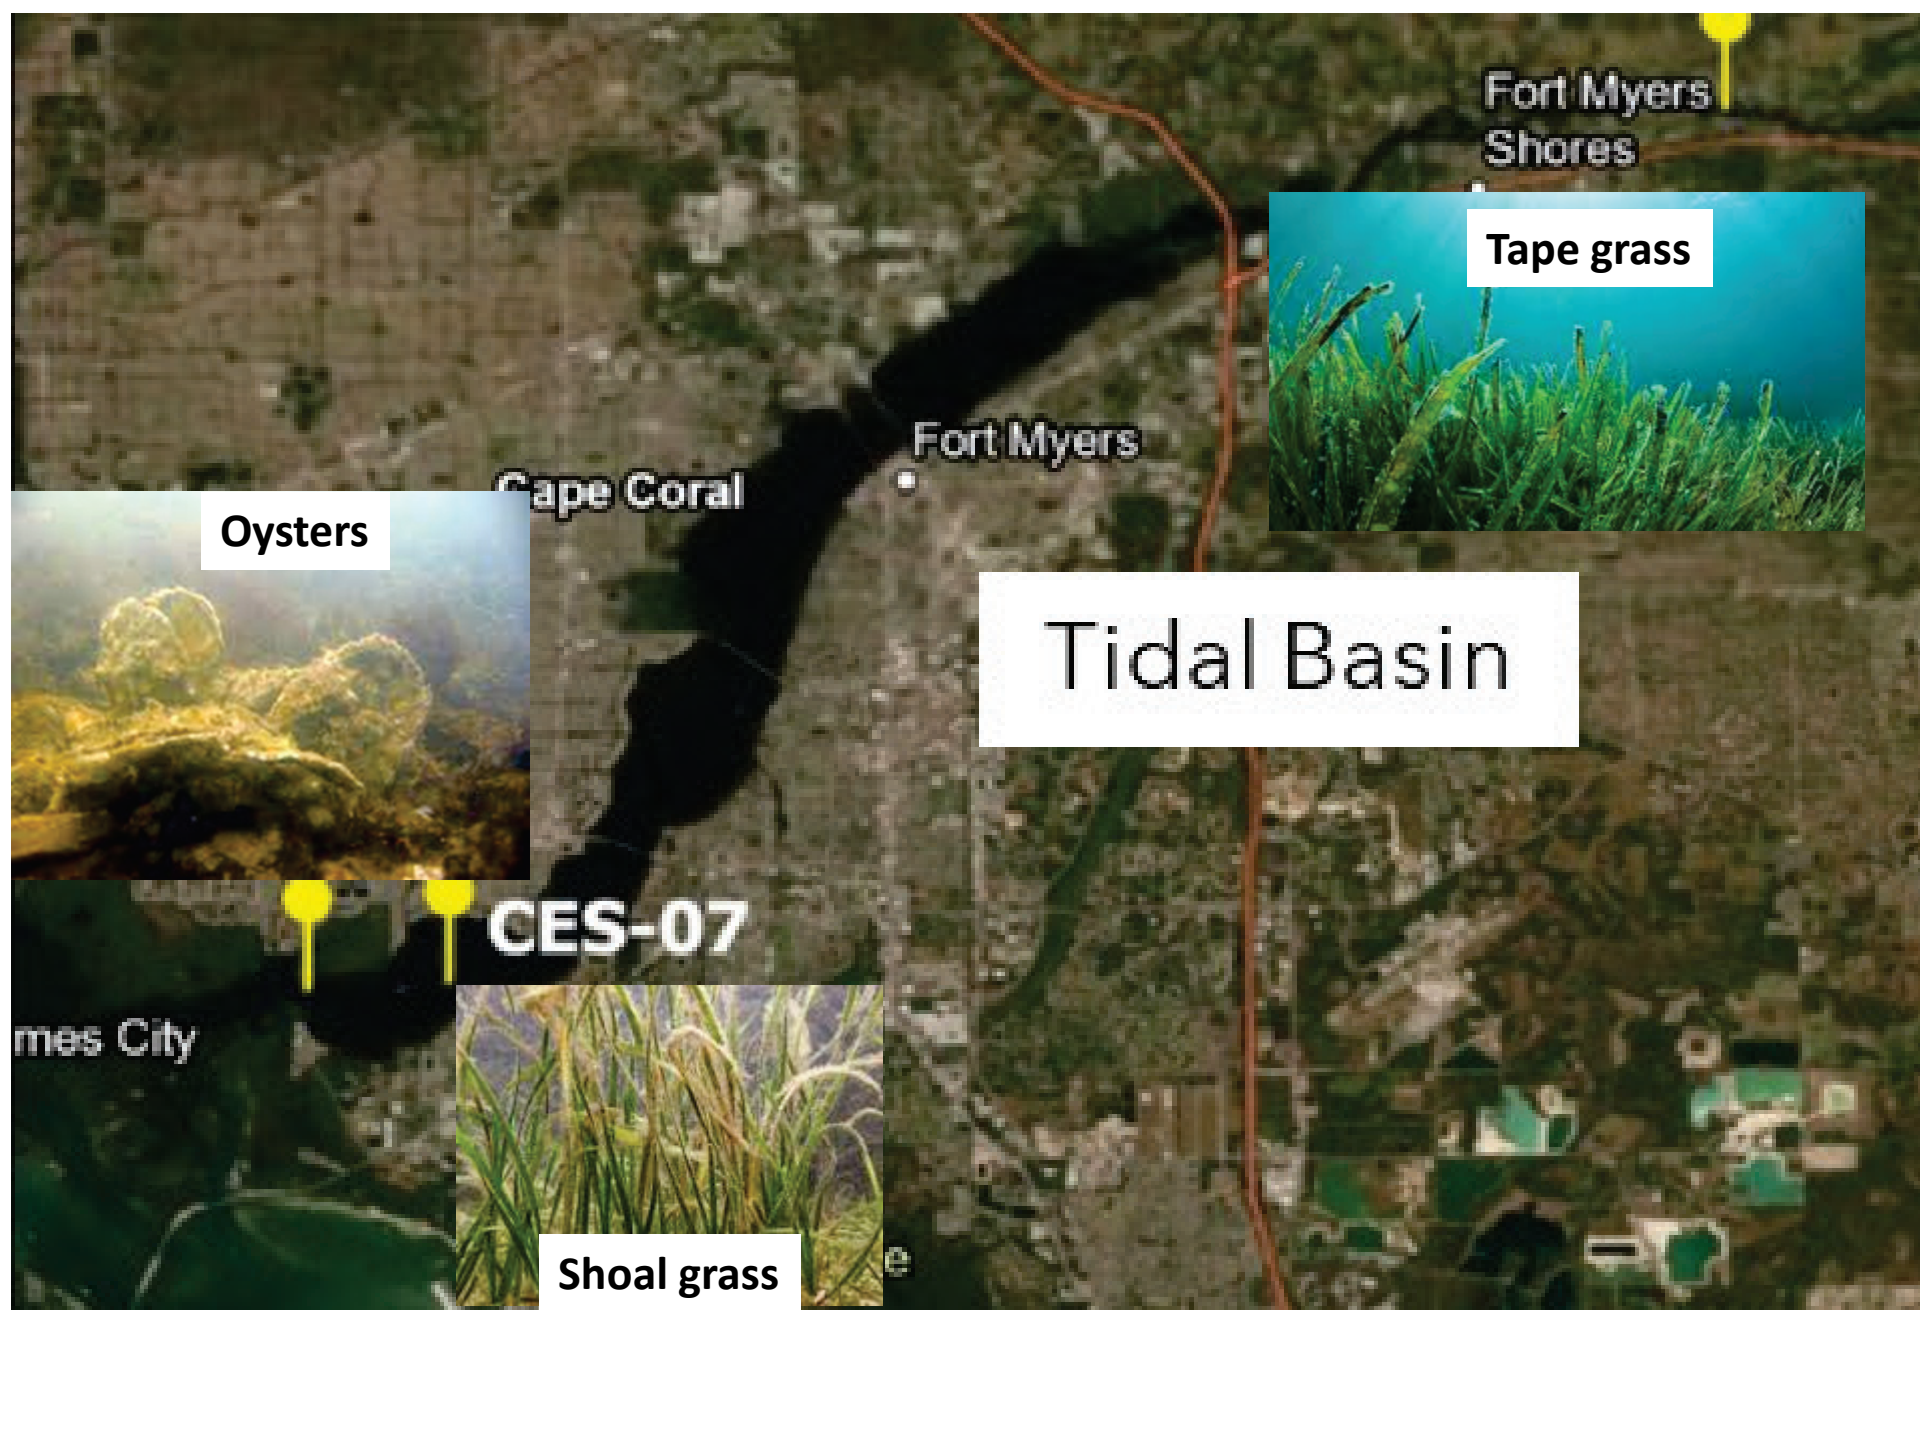 Fort Myers
Shores
Tape grass
Fort Myers
Cape Coral
Oysters
Tidal Basin
CES-07
mes City
Shoal grass
e